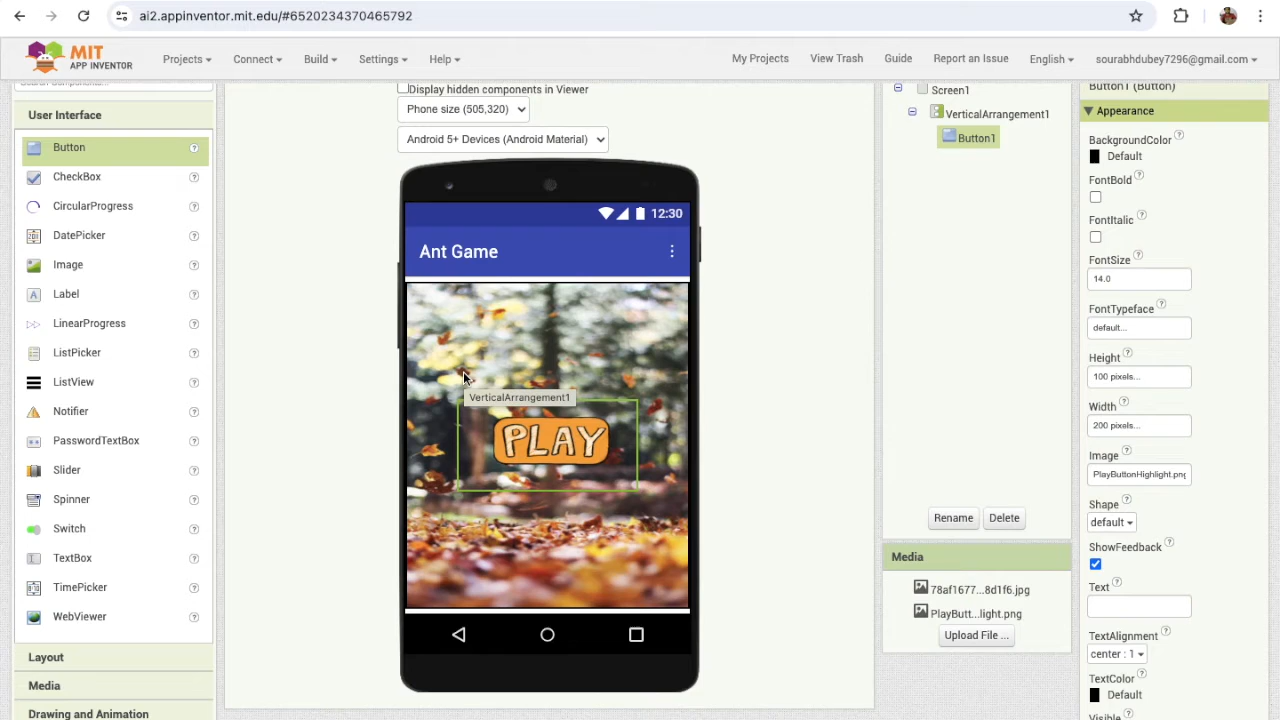 ai2.appinventor.mit.edu/#6520234370465792
MIT
APP INVENTOR
Projects
Connect
Build
Settings
Help
My Projects
View Trash
Guide
Report an Issue
English
sourabhdubey7296@gmail.com
Search Components...
User Interface
Button
?
CheckBox
?
CircularProgress
?
DatePicker
?
Image
?
Label
?
LinearProgress
?
ListPicker
?
ListView
?
Notifier
?
PasswordTextBox
?
Slider
?
Spinner
?
Switch
?
TextBox
?
TimePicker
?
WebViewer
?
Layout
Media
Drawing and Animation
Display hidden components in Viewer
Phone size (505,320)
Android 5+ Devices (Android Material)
12:30
Ant Game
VerticalArrangement1
PLAY
Screen1
VerticalArrangement1
Button1
Rename
Delete
Media
78af1677...8d1f6.jpg
PlayButt...light.png
Upload File ...
Button1 (Button)
Appearance
BackgroundColor ?
Default
FontBold ?
FontItalic ?
FontSize ?
14.0
FontTypeface ?
default...
Height ?
100 pixels...
Width ?
200 pixels...
Image ?
PlayButtonHighlight.png
Shape ?
default
ShowFeedback ?
Text ?
TextAlignment ?
center : 1
TextColor ?
Default
Visible ?